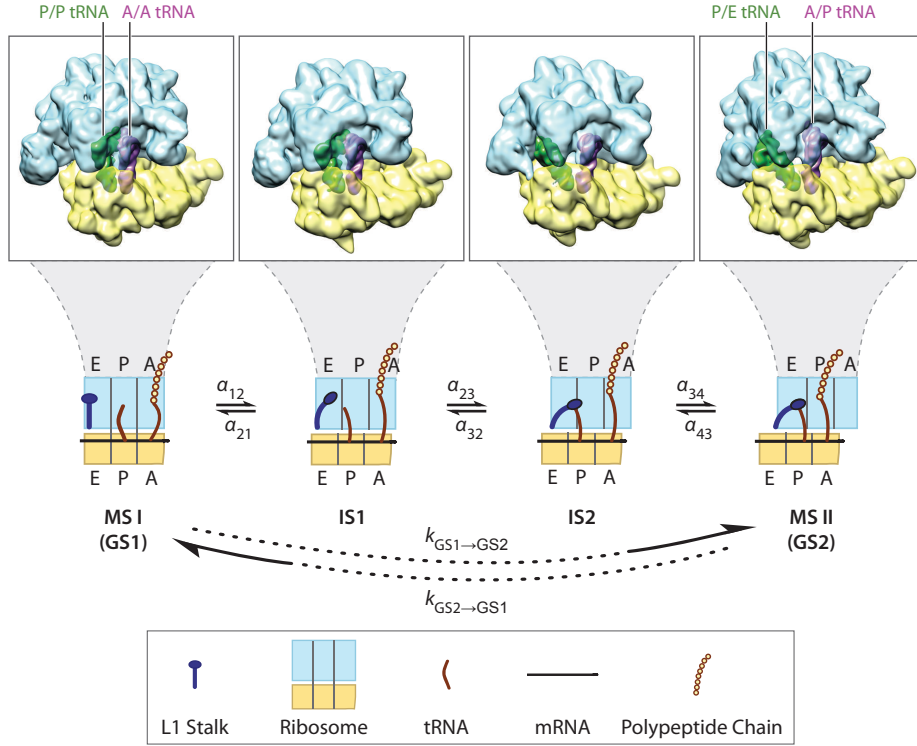 P/P tRNA A/A tRNA P/E tRNA A/P tRNA
E P A E P A E P A E P A
α12 α23 α34
α21 α32 α43
E P A E P A E P A E P A
MS I IS1 IS2 MS II
(GS1) (GS2)
kGS1→GS2
kGS2→GS1
L1 Stalk Ribosome tRNA mRNA Polypeptide Chain